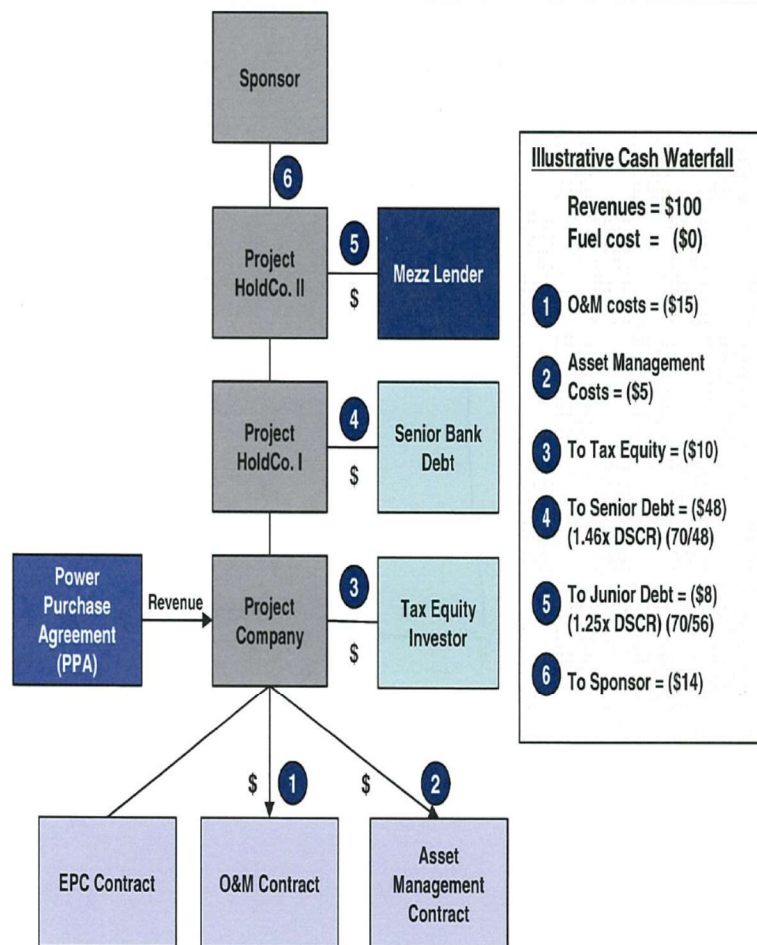 Sponsor
6
Project
HoldCo. II
5
$
Mezz Lender
Project
HoldCo. I
4
$
Senior Bank
Debt
Power
Purchase
Agreement
(PPA)
Revenue
Project
Company
3
$
Tax Equity
Investor
$
1
$
2
EPC Contract
O&M Contract
Asset
Management
Contract
Illustrative Cash Waterfall
Revenues = $100
Fuel cost = ($0)
1 O&M costs = ($15)
2 Asset Management
Costs = ($5)
3 To Tax Equity = ($10)
4 To Senior Debt = ($48)
(1.46x DSCR) (70/48)
5 To Junior Debt = ($8)
(1.25x DSCR) (70/56)
6 To Sponsor = ($14)